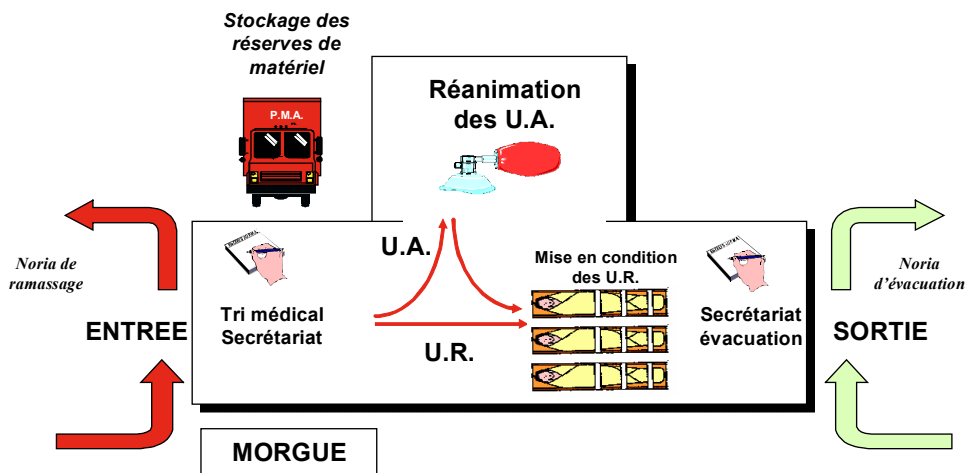 Stockage des
réserves de
matériel
P.M.A.
Réanimation
des U.A.
Noria de
ramassage
ENTREE
Tri médical
Secrétariat
U.A.
U.R.
Mise en condition
des U.R.
Secrétariat
évacuation
Noria
d'évacuation
SORTIE
MORGUE